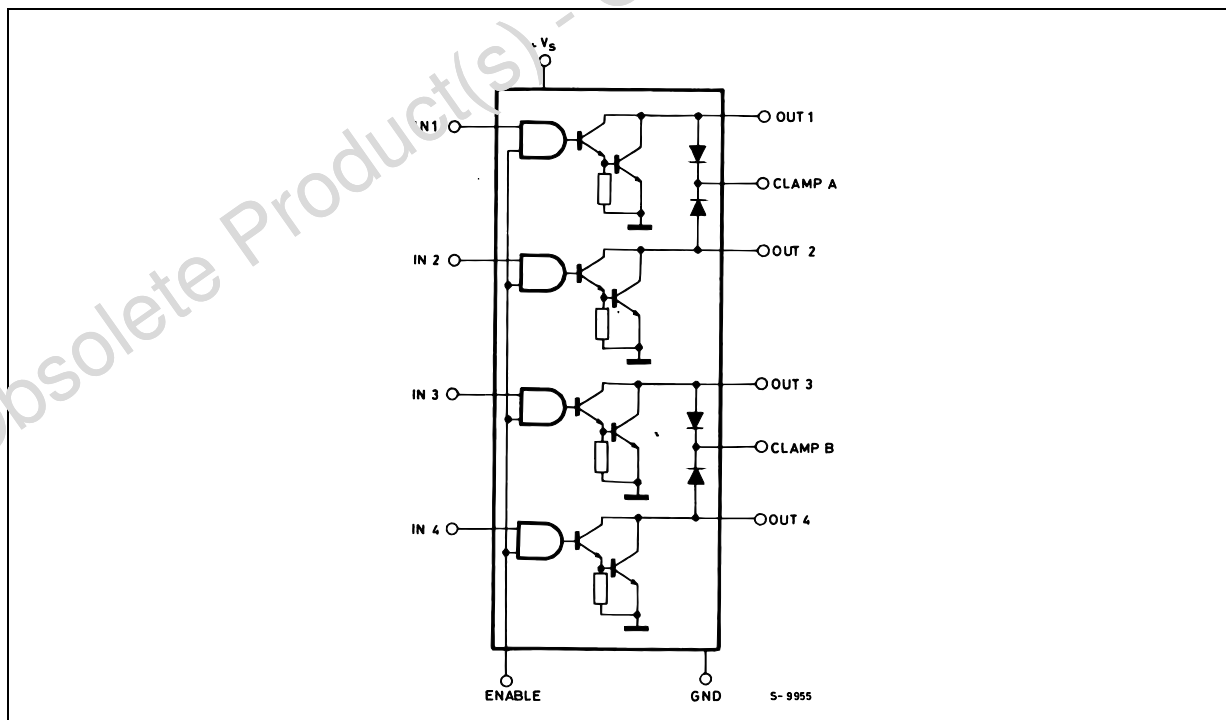 Vs
IN1
OUT 1
CLAMP A
IN 2
OUT 2
IN 3
OUT 3
CLAMP B
IN 4
OUT 4
ENABLE
GND
S-9955
Obsolete Product(s) -